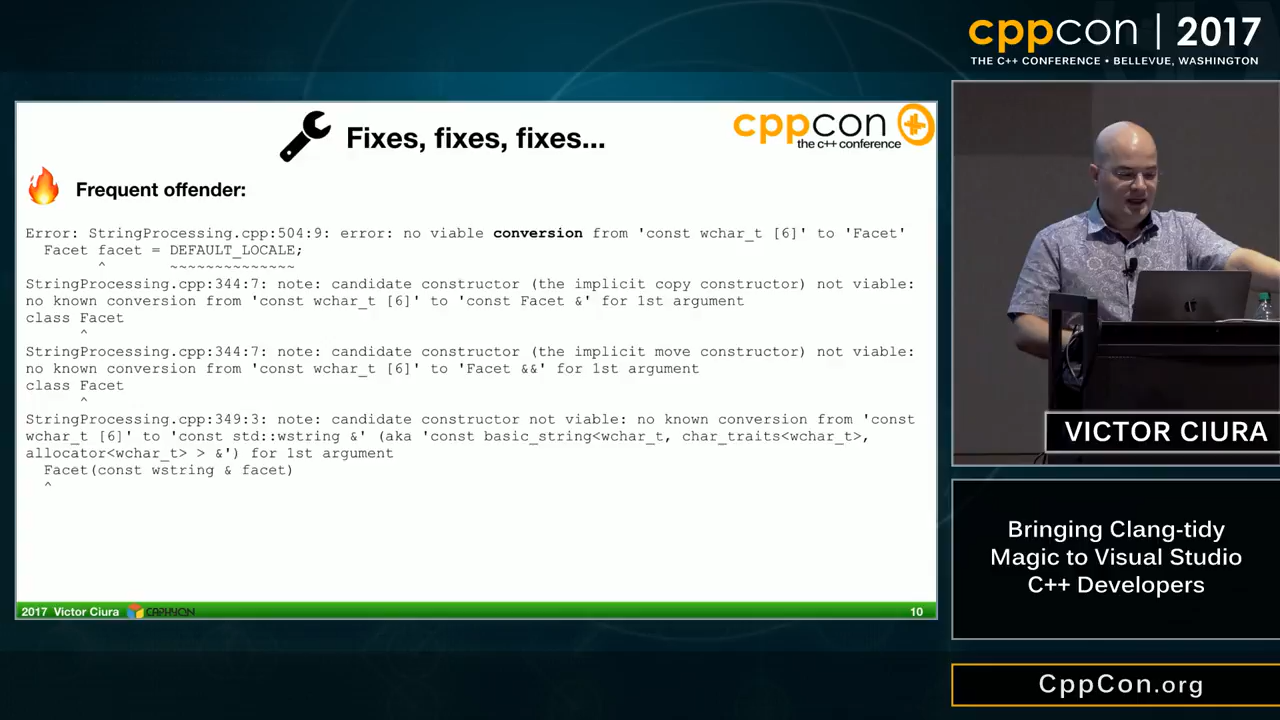 cppcon | 2017
THE C++ CONFERENCE • BELLEVUE, WASHINGTON
Fixes, fixes, fixes...
cppcon
the c++ conference
Frequent offender:
Error: StringProcessing.cpp:504:9: error: no viable conversion from 'const wchar_t [6]' to 'Facet'
Facet facet = DEFAULT_LOCALE;
^ ~~~~~~~~~~~~~~
StringProcessing.cpp:344:7: note: candidate constructor (the implicit copy constructor) not viable:
no known conversion from 'const wchar_t [6]' to 'const Facet &' for 1st argument
class Facet
^
StringProcessing.cpp:344:7: note: candidate constructor (the implicit move constructor) not viable:
no known conversion from 'const wchar_t [6]' to 'Facet &&' for 1st argument
class Facet
^
StringProcessing.cpp:349:3: note: candidate constructor not viable: no known conversion from 'const
wchar_t [6]' to 'const std::wstring &' (aka 'const basic_string<wchar_t, char_traits<wchar_t>,
allocator<wchar_t> > &') for 1st argument
Facet(const wstring & facet)
^
2017 Victor Ciura CAPHYON 10
VICTOR CIURA
Bringing Clang-tidy
Magic to Visual Studio
C++ Developers
CppCon.org